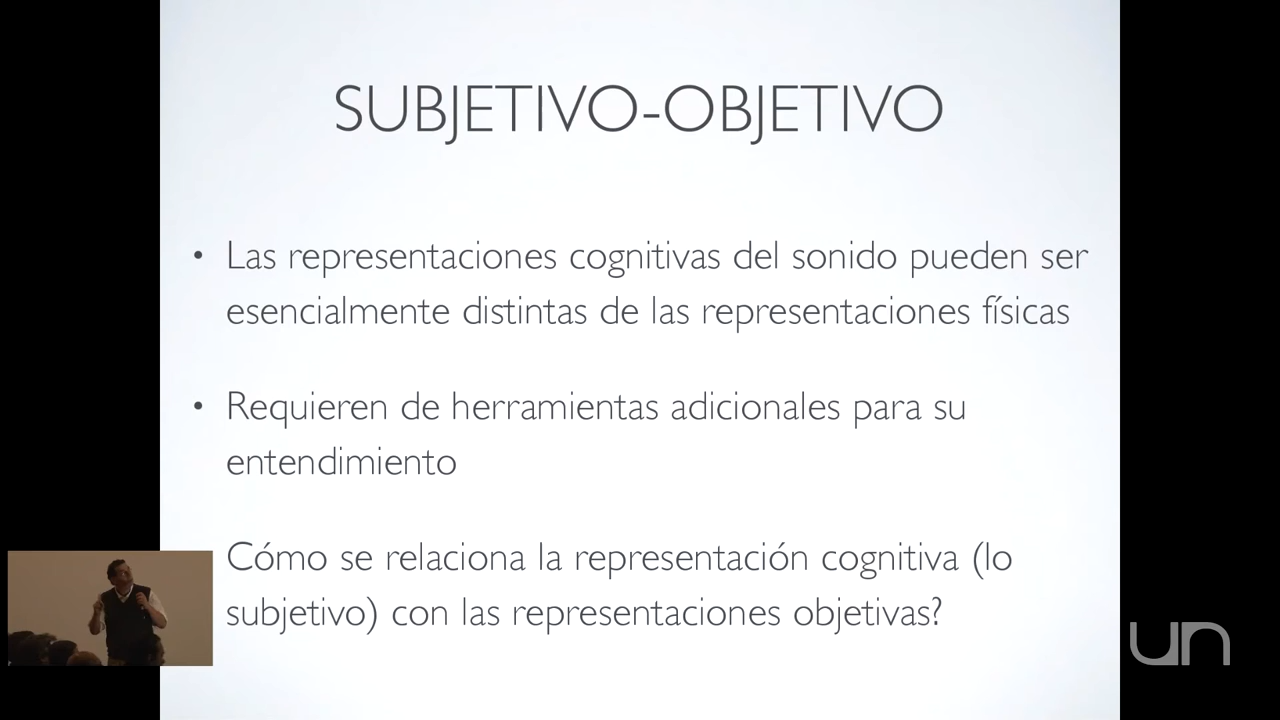 SUBJETIVO-OBJETIVO
• Las representaciones cognitivas del sonido pueden ser
esencialmente distintas de las representaciones físicas
• Requieren de herramientas adicionales para su
entendimiento
Cómo se relaciona la representación cognitiva (lo
subjetivo) con las representaciones objetivas?
un